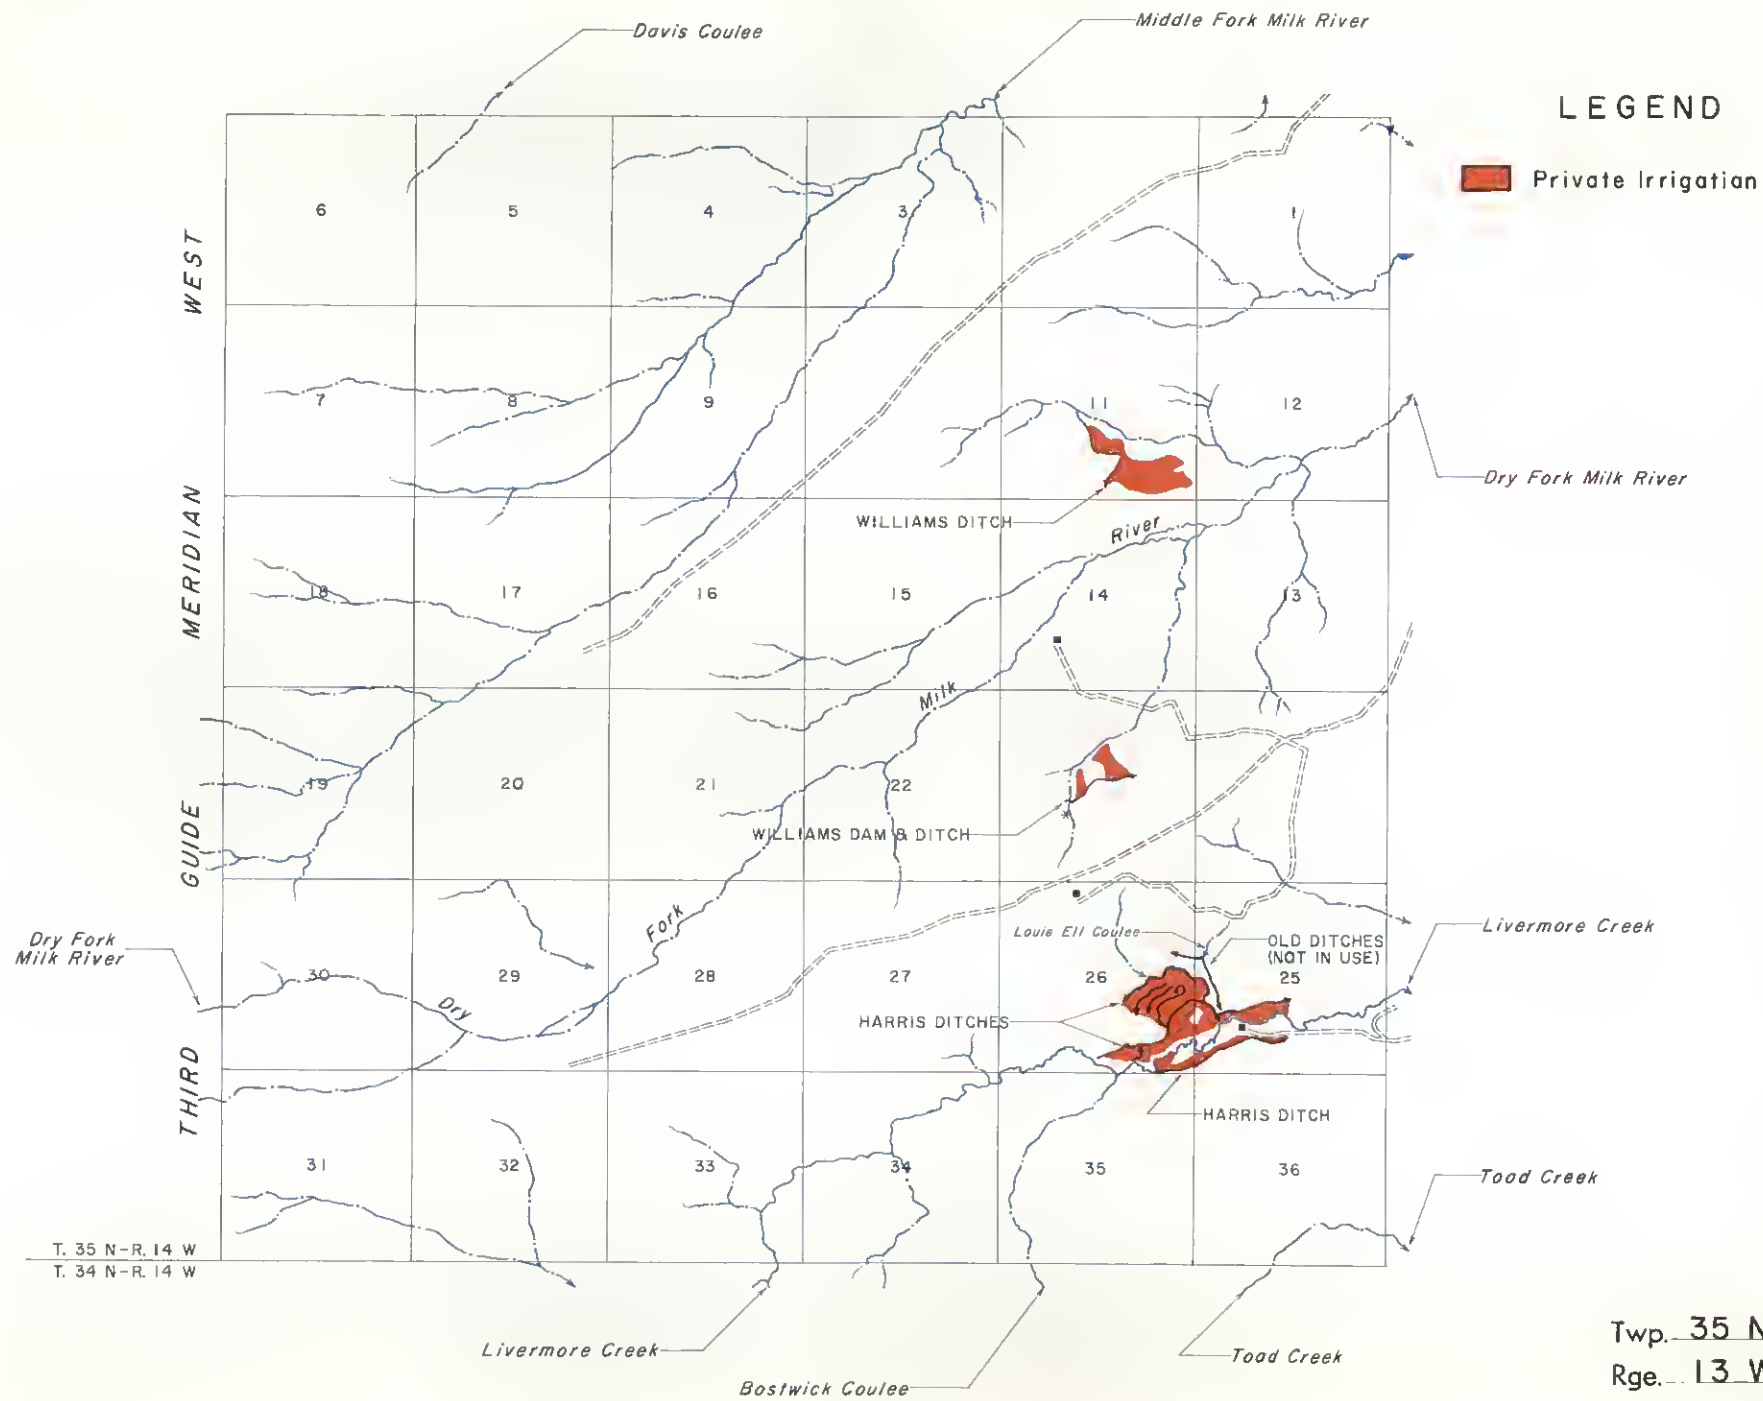 Davis Coulee
Middle Fork Milk River
LEGEND
Private Irrigation
THIRD GUIDE MERIDIAN WEST
6
5
4
3
1
7
8
9
11
12
Dry Fork Milk River
WILLIAMS DITCH
River
18
17
16
15
14
13
Milk
19
20
21
22
WILLIAMS DAM & DITCH
Fork
Dry Fork
Milk River
Louie Ell Coulee
OLD DITCHES
(NOT IN USE)
Livermore Creek
30
29
28
27
26
25
Dry
HARRIS DITCHES
HARRIS DITCH
31
32
33
34
35
36
Toad Creek
T. 35 N-R. 14 W
T. 34 N-R. 14 W
Livermore Creek
Toad Creek
Bostwick Coulee
Twp. 35 N
Rge. 13 W